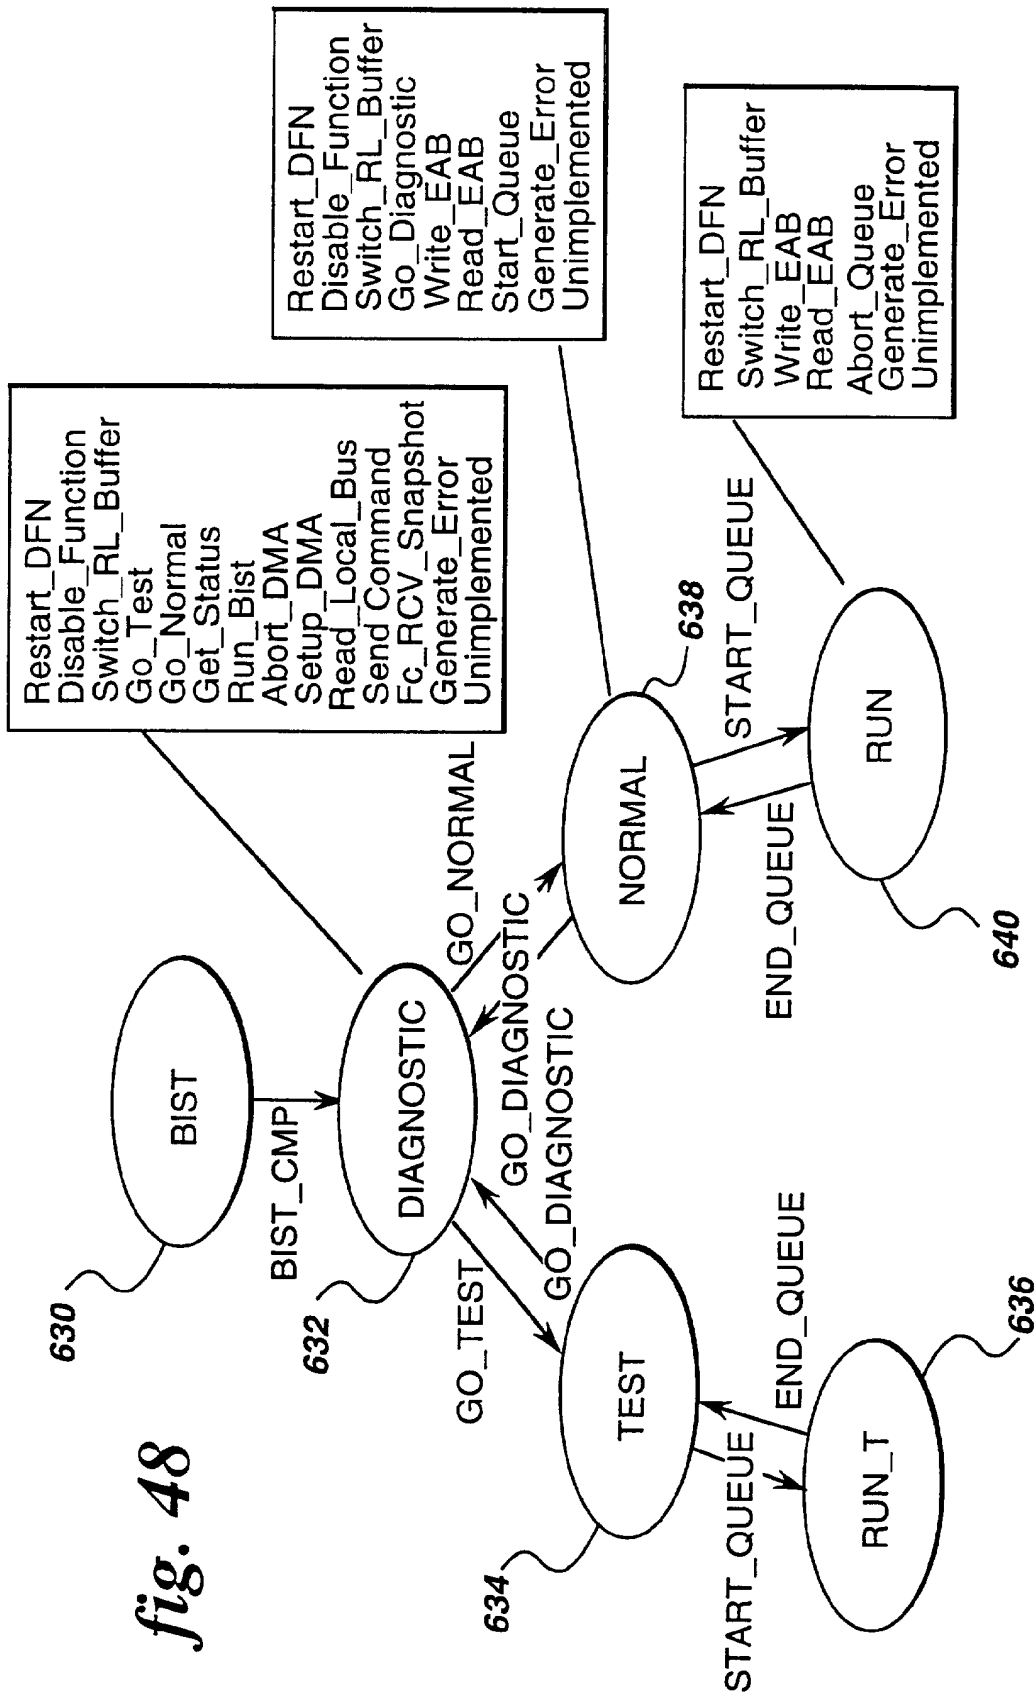 fig. 48
630
BIST
BIST_CMP
632
DIAGNOSTIC
Restart_DFN
Disable_Function
Switch_RL_Buffer
Go_Test
Go_Normal
Get_Status
Run_Bist
Abort_DMA
Setup_DMA
Read_Local_Bus
Send Command
Fc_RCV_Snapshot
Generate_Error
Unimplemented
GO_TEST
GO_DIAGNOSTIC
GO_DIAGNOSTIC
GO_NORMAL
634
TEST
NORMAL
638
Restart_DFN
Disable_Function
Switch_RL_Buffer
Go_Diagnostic
Write_EAB
Read_EAB
Start_Queue
Generate_Error
Unimplemented
START_QUEUE
END_QUEUE
END_QUEUE
START_QUEUE
RUN_T
636
RUN
640
Restart_DFN
Switch_RL_Buffer
Write_EAB
Read_EAB
Abort_Queue
Generate_Error
Unimplemented